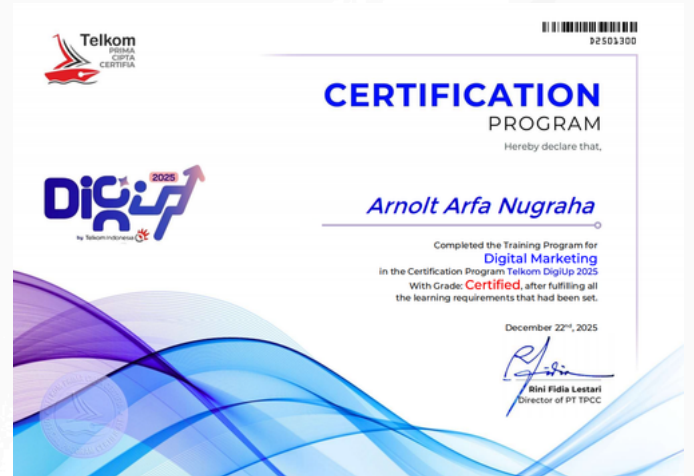 Telkom
PRIMA
CIPTA
CERTIFIA
D2501300
CERTIFICATION
PROGRAM
Hereby declare that,
2025
DigiUp
by Telkom Indonesia
Arnolt Arfa Nugraha
Completed the Training Program for
Digital Marketing
in the Certification Program Telkom DigiUp 2025
With Grade: Certified, after fulfilling all
the learning requirements that had been set.
December 22nd, 2025
Rini Fidia Lestari
Director of PT TPCC